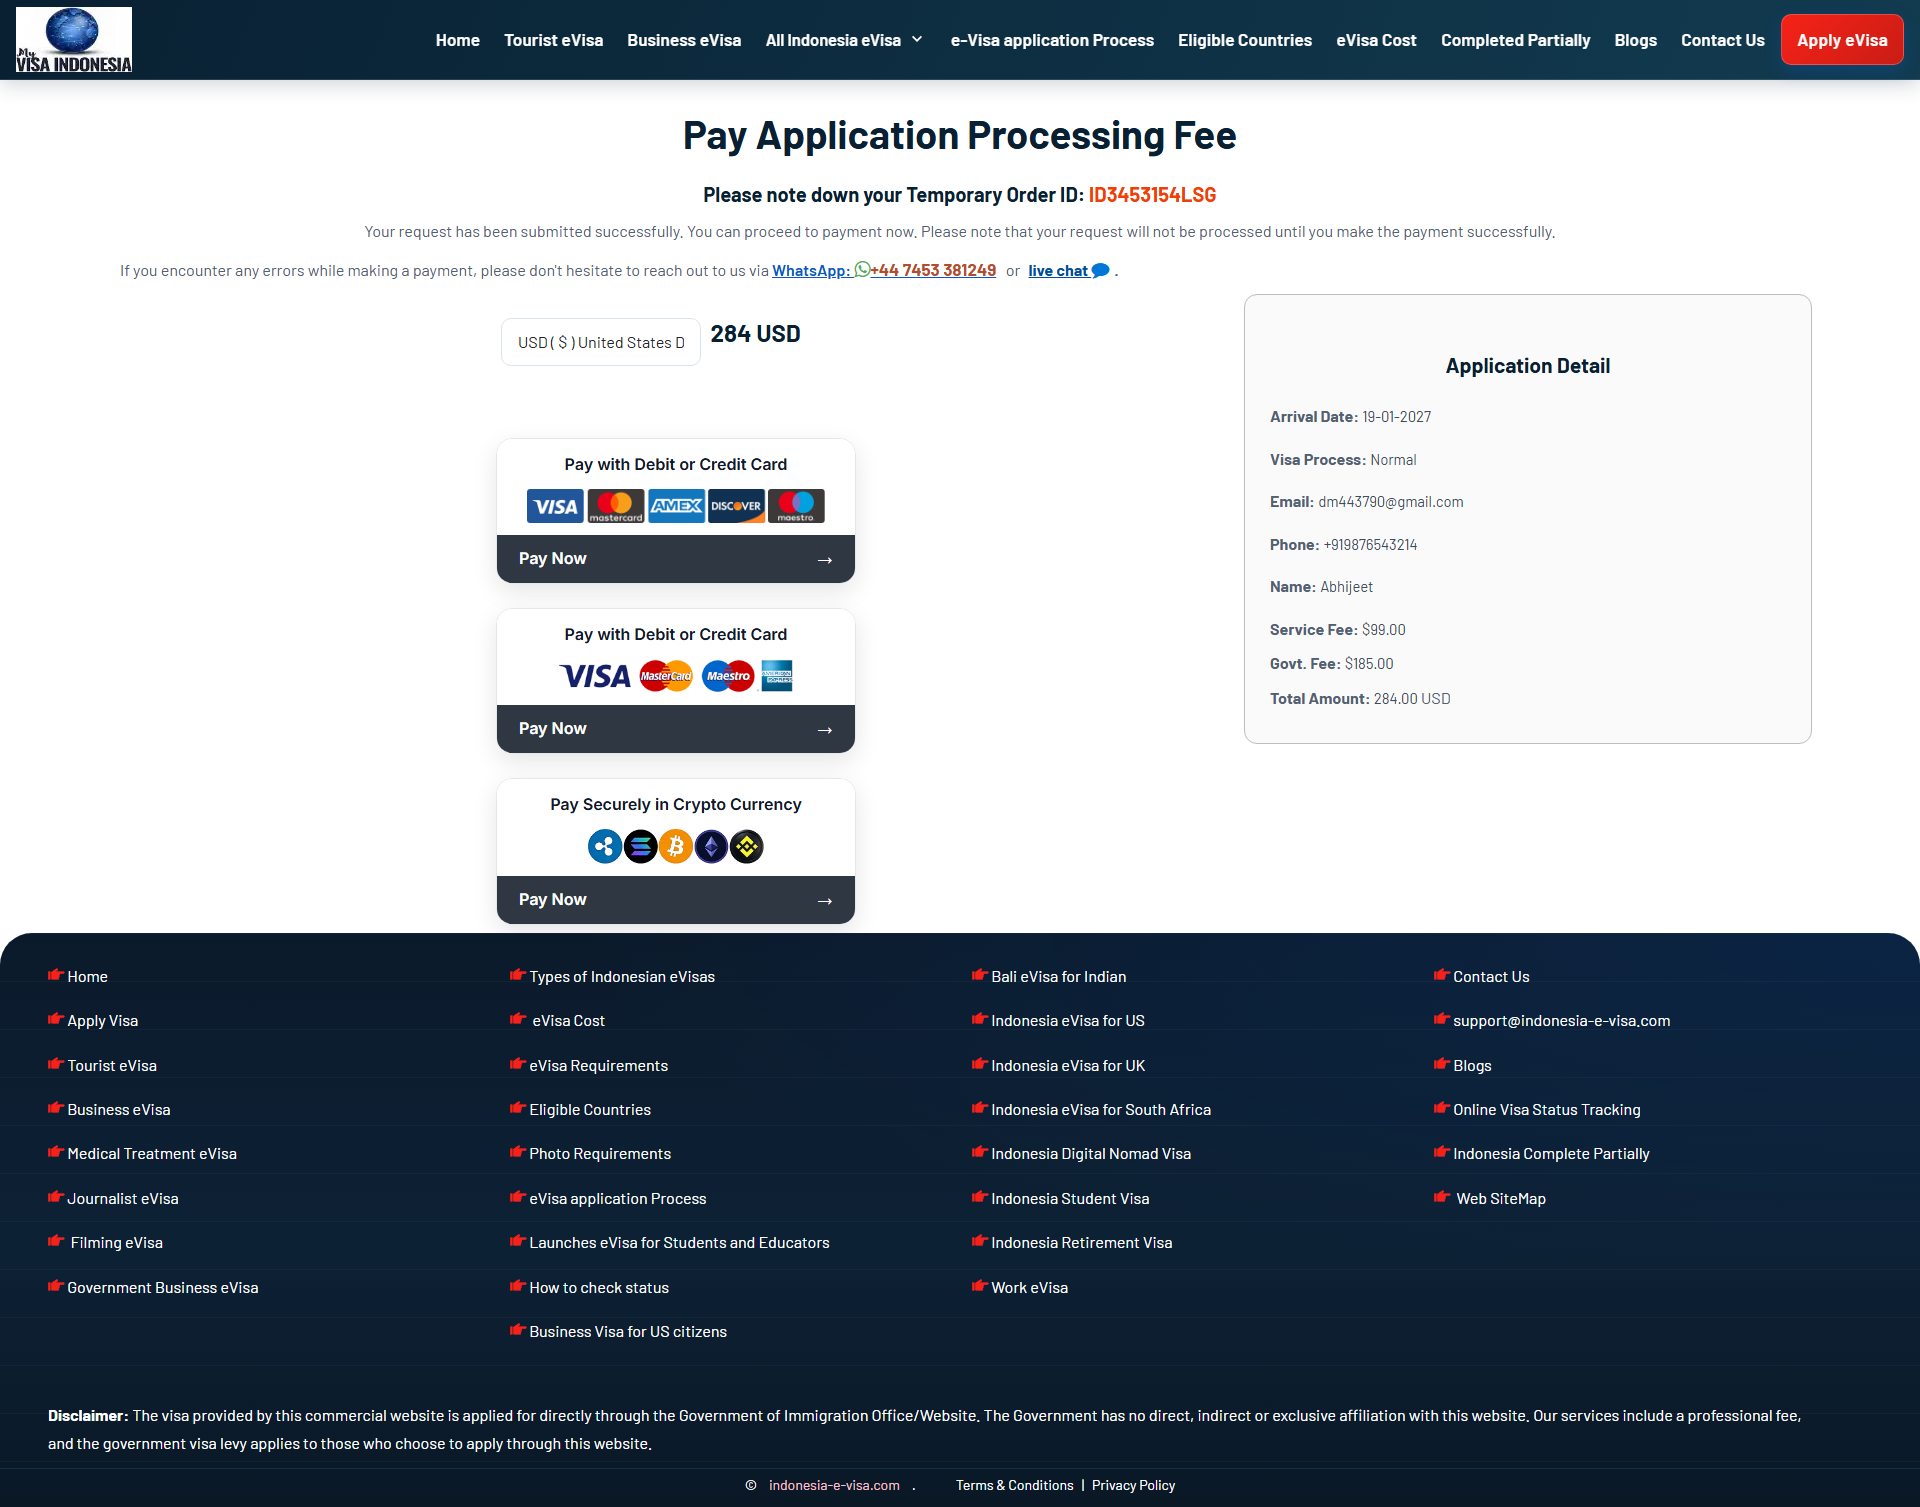 My
VISA INDONESIA
Home
Tourist eVisa
Business eVisa
All Indonesia eVisa
e-Visa application Process
Eligible Countries
eVisa Cost
Completed Partially
Blogs
Contact Us
Apply eVisa
Pay Application Processing Fee
Please note down your Temporary Order ID: ID3453154LSG
Your request has been submitted successfully. You can proceed to payment now. Please note that your request will not be processed until you make the payment successfully.
If you encounter any errors while making a payment, please don't hesitate to reach out to us via WhatsApp: +44 7453 381249 or live chat .
USD ( $ ) United States D
284 USD
Pay with Debit or Credit Card
VISA mastercard AMEX DISCOVER maestro
Pay Now →
Pay with Debit or Credit Card
VISA MasterCard Maestro
Pay Now →
Pay Securely in Crypto Currency
Pay Now →
Application Detail
Arrival Date: 19-01-2027
Visa Process: Normal
Email: dm443790@gmail.com
Phone: +919876543214
Name: Abhijeet
Service Fee: $99.00
Govt. Fee: $185.00
Total Amount: 284.00 USD
Home
Apply Visa
Tourist eVisa
Business eVisa
Medical Treatment eVisa
Journalist eVisa
Filming eVisa
Government Business eVisa
Types of Indonesian eVisas
eVisa Cost
eVisa Requirements
Eligible Countries
Photo Requirements
eVisa application Process
Launches eVisa for Students and Educators
How to check status
Business Visa for US citizens
Bali eVisa for Indian
Indonesia eVisa for US
Indonesia eVisa for UK
Indonesia eVisa for South Africa
Indonesia Digital Nomad Visa
Indonesia Student Visa
Indonesia Retirement Visa
Work eVisa
Contact Us
support@indonesia-e-visa.com
Blogs
Online Visa Status Tracking
Indonesia Complete Partially
Web SiteMap
Disclaimer: The visa provided by this commercial website is applied for directly through the Government of Immigration Office/Website. The Government has no direct, indirect or exclusive affiliation with this website. Our services include a professional fee,
and the government visa levy applies to those who choose to apply through this website.
© indonesia-e-visa.com . Terms & Conditions | Privacy Policy